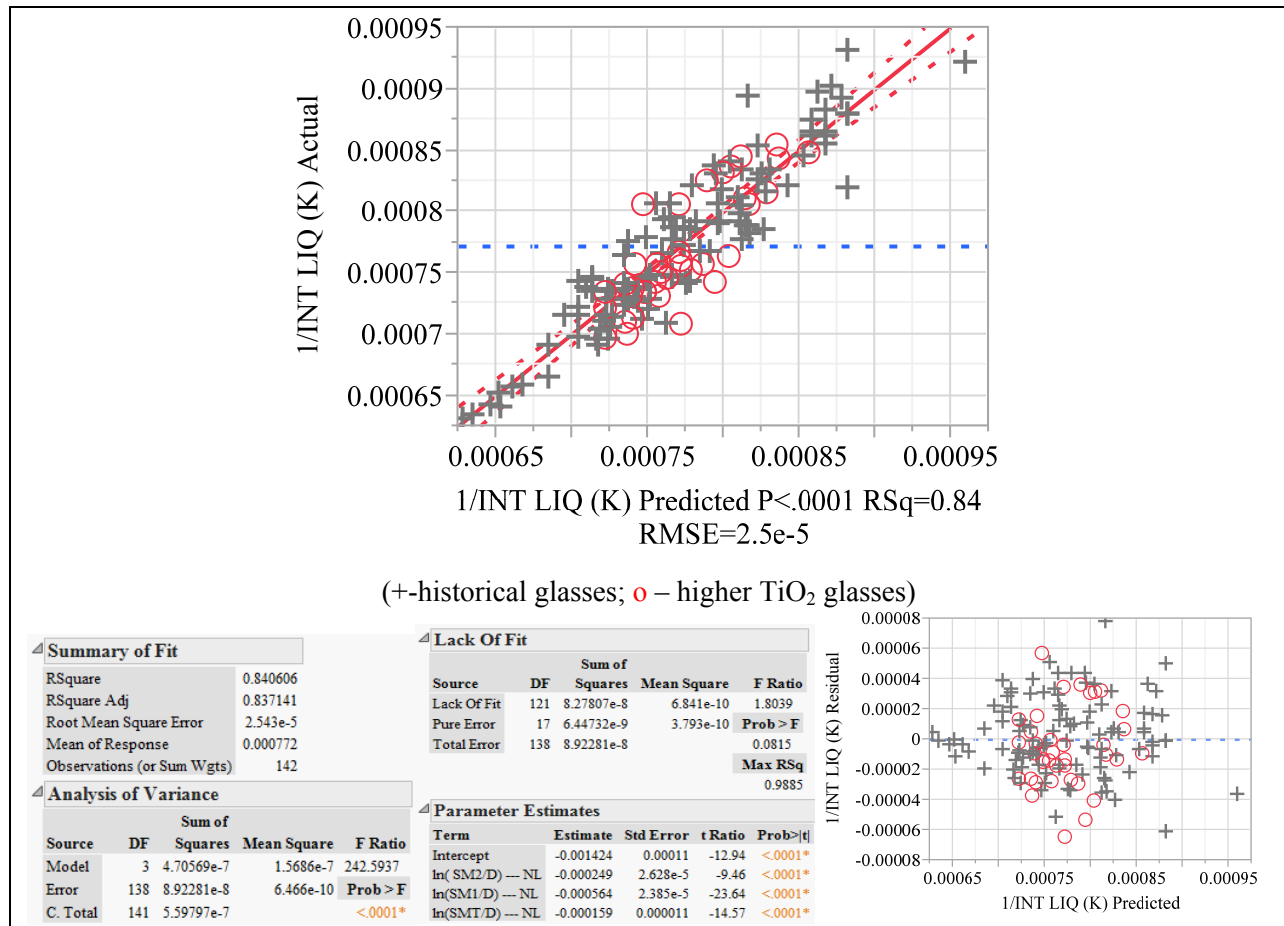 0.00095
0.0009
0.00085
0.0008
0.00075
0.0007
0.00065
1/INT LIQ (K) Actual
0.00065 0.00075 0.00085 0.00095
1/INT LIQ (K) Predicted P<.0001 RSq=0.84
RMSE=2.5e-5
(+-historical glasses; o – higher TiO₂ glasses)
Summary of Fit
RSquare 0.840606
RSquare Adj 0.837141
Root Mean Square Error 2.543e-5
Mean of Response 0.000772
Observations (or Sum Wgts) 142
Analysis of Variance
Sum of
Source DF Squares Mean Square F Ratio
Model 3 4.70569e-7 1.5686e-7 242.5937
Error 138 8.92281e-8 6.466e-10 Prob > F
C. Total 141 5.59797e-7 <.0001*
Lack Of Fit
Sum of
Source DF Squares Mean Square F Ratio
Lack Of Fit 121 8.27807e-8 6.841e-10 1.8039
Pure Error 17 6.44732e-9 3.793e-10 Prob > F
Total Error 138 8.92281e-8 0.0815
Max RSq
0.9885
Parameter Estimates
Term Estimate Std Error t Ratio Prob>|t|
Intercept -0.001424 0.00011 -12.94 <.0001*
ln( SM2/D) --- NL -0.000249 2.628e-5 -9.46 <.0001*
ln(SM1/D) --- NL -0.000564 2.385e-5 -23.64 <.0001*
ln(SMT/D) --- NL -0.000159 0.000011 -14.57 <.0001*
0.00008
0.00006
0.00004
0.00002
0
-0.00002
-0.00004
-0.00006
-0.00008
1/INT LIQ (K) Residual
0.00065 0.00075 0.00085 0.00095
1/INT LIQ (K) Predicted